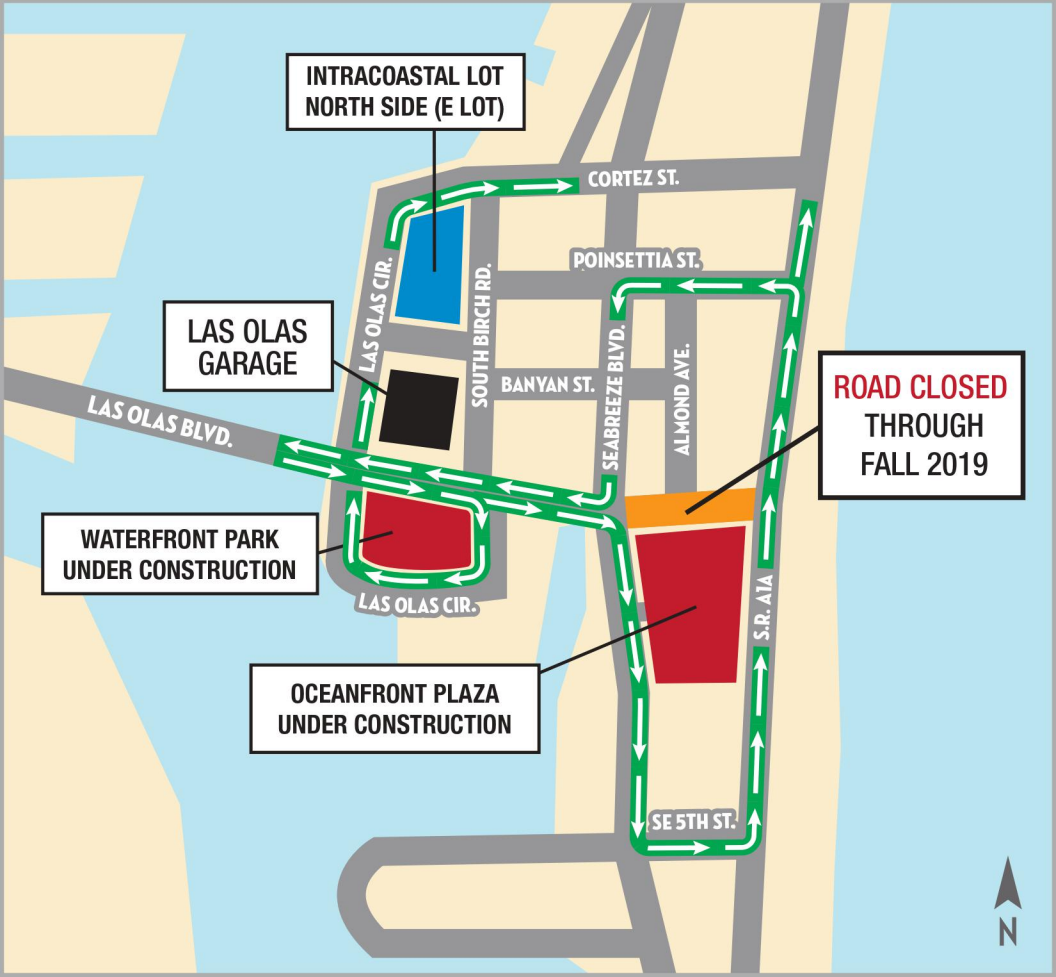 INTRACOASTAL LOT
NORTH SIDE (E LOT)
CORTEZ ST.
POINSETTIA ST.
LAS OLAS CIR.
SOUTH BIRCH RD.
LAS OLAS
GARAGE
BANYAN ST.
SEABREEZE BLVD.
ALMOND AVE.
ROAD CLOSED
THROUGH
FALL 2019
LAS OLAS BLVD.
WATERFRONT PARK
UNDER CONSTRUCTION
LAS OLAS CIR.
S.R. A1A
OCEANFRONT PLAZA
UNDER CONSTRUCTION
SE 5TH ST.
N